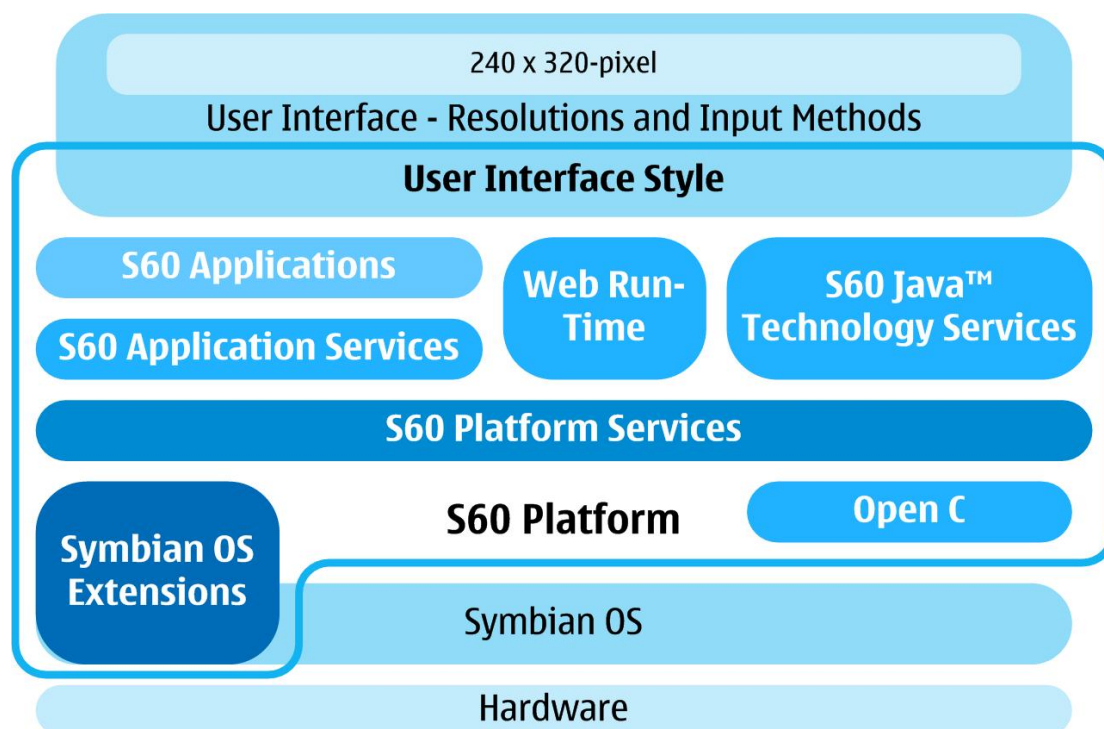 240 x 320-pixel
User Interface - Resolutions and Input Methods
User Interface Style
S60 Applications
S60 Application Services
Web Run-
Time
S60 Java™
Technology Services
S60 Platform Services
Symbian OS
Extensions
S60 Platform
Open C
Symbian OS
Hardware